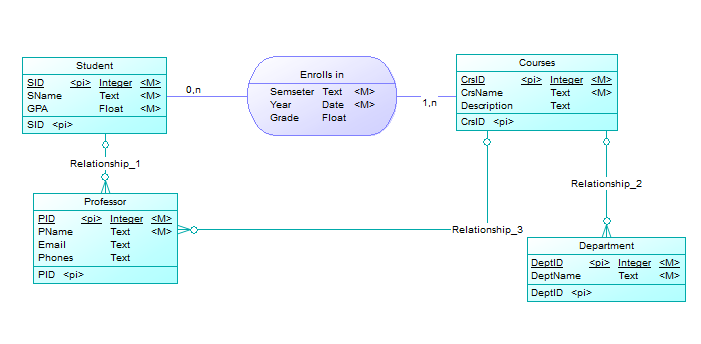 Student
SID <pi> Integer <M>
SName Text <M>
GPA Float <M>
SID <pi>
0,n
Enrolls in
Semseter Text <M>
Year Date <M>
Grade Float
1,n
Courses
CrsID <pi> Integer <M>
CrsName Text <M>
Description Text
CrsID <pi>
Relationship_1
Relationship_2
Professor
PID <pi> Integer <M>
PName Text <M>
Email Text
Phones Text
PID <pi>
Relationship_3
Department
DeptID <pi> Integer <M>
DeptName Text <M>
DeptID <pi>